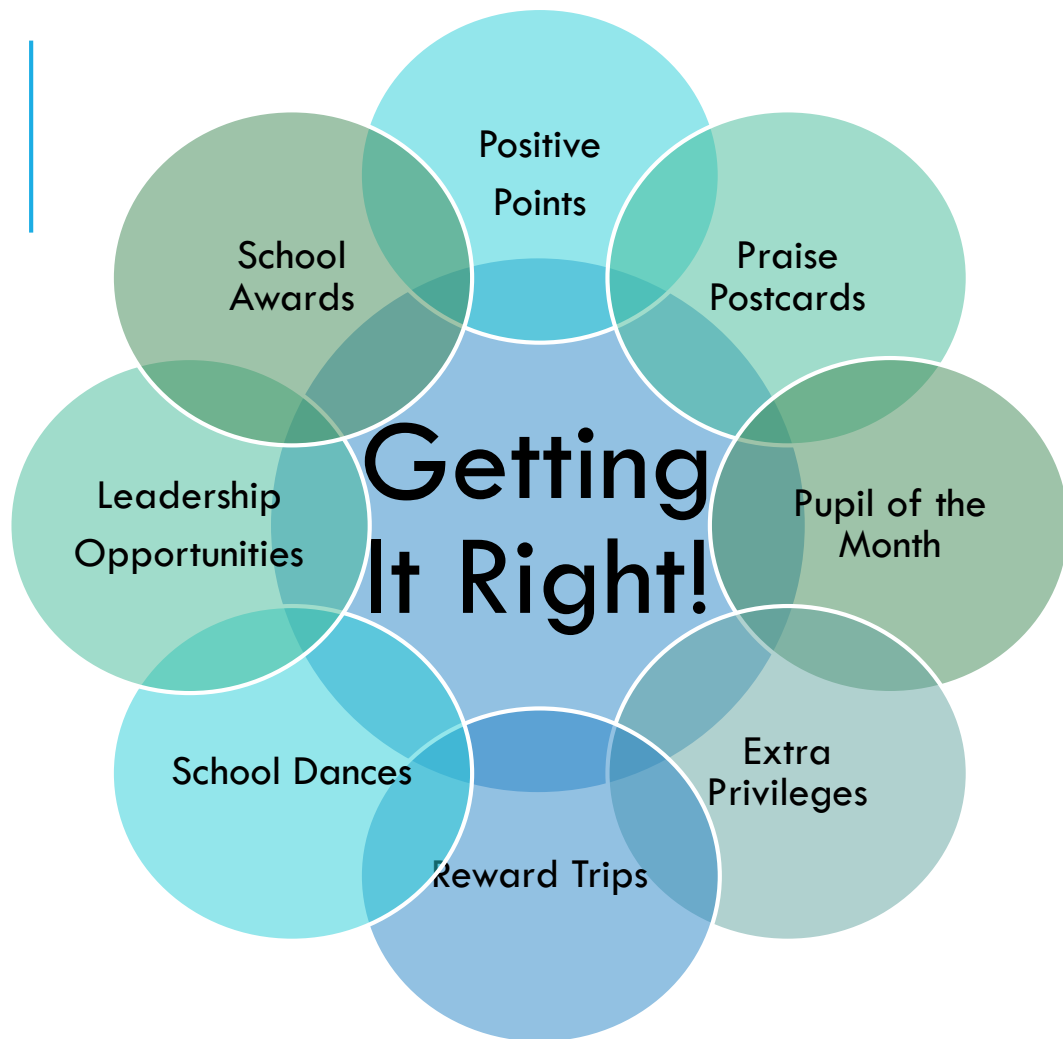 Positive
Points
Praise
Postcards
Pupil of the
Month
Extra
Privileges
Reward Trips
School Dances
Leadership
Opportunities
School
Awards
Getting
It Right!